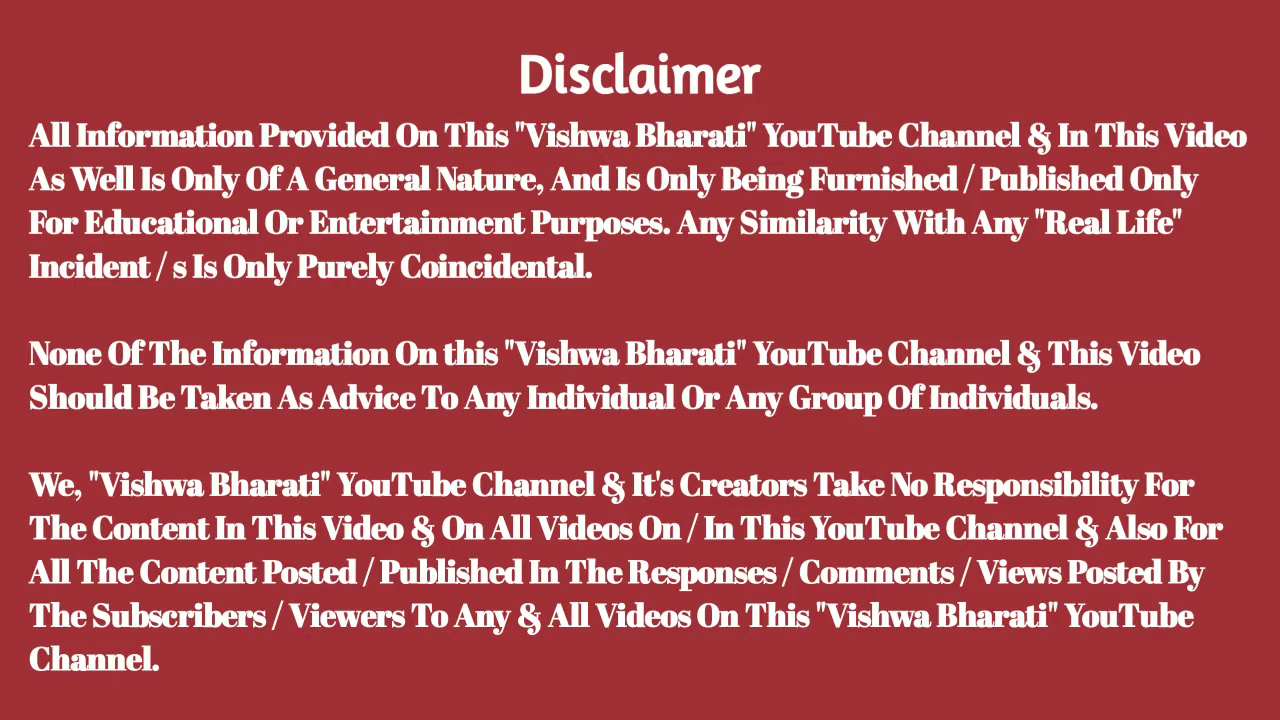 Disclaimer
All Information Provided On This "Vishwa Bharati" YouTube Channel & In This Video
As Well Is Only Of A General Nature, And Is Only Being Furnished / Published Only
For Educational Or Entertainment Purposes. Any Similarity With Any "Real Life"
Incident / s Is Only Purely Coincidental.
None Of The Information On this "Vishwa Bharati" YouTube Channel & This Video
Should Be Taken As Advice To Any Individual Or Any Group Of Individuals.
We, "Vishwa Bharati" YouTube Channel & It's Creators Take No Responsibility For
The Content In This Video & On All Videos On / In This YouTube Channel & Also For
All The Content Posted / Published In The Responses / Comments / Views Posted By
The Subscribers / Viewers To Any & All Videos On This "Vishwa Bharati" YouTube
Channel.